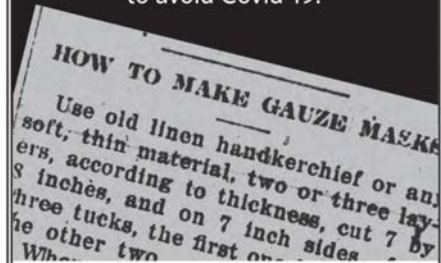 to avoid Covid-19.
HOW TO MAKE GAUZE MASKS
Use old linen handkerchief or any
soft, thin material, two or three lay-
ers, according to thickness, cut 7 by
8 inches, and on 7 inch sides
three tucks, the first one
the other two
When